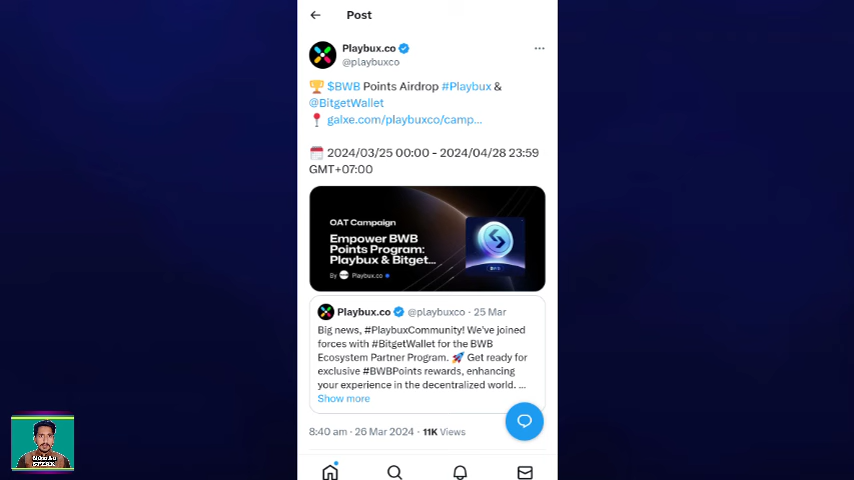 Post
Playbux.co
@playbuxco
🏆 $BWB Points Airdrop #Playbux &
@BitgetWallet
📍 galxe.com/playbuxco/camp...
🗓 2024/03/25 00:00 - 2024/04/28 23:59
GMT+07:00
OAT Campaign
Empower BWB
Points Program:
Playbux & Bitget...
By Playbux.co
BWB
Playbux.co @playbuxco · 25 Mar
Big news, #PlaybuxCommunity! We've joined
forces with #BitgetWallet for the BWB
Ecosystem Partner Program. 🚀 Get ready for
exclusive #BWBPoints rewards, enhancing
your experience in the decentralized world. ...
Show more
8:40 am · 26 Mar 2024 · 11K Views